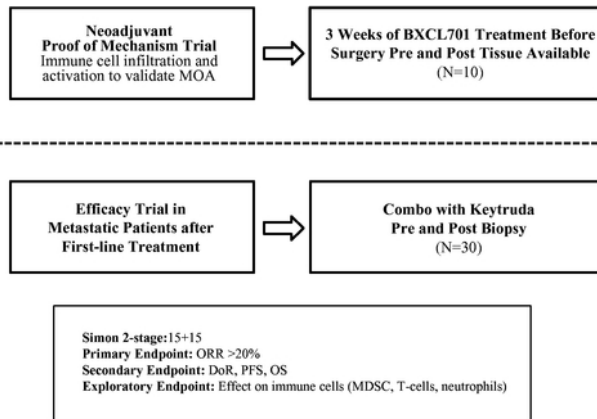 Neoadjuvant
Proof of Mechanism Trial
Immune cell infiltration and
activation to validate MOA
3 Weeks of BXCL701 Treatment Before
Surgery Pre and Post Tissue Available
(N=10)
Efficacy Trial in
Metastatic Patients after
First-line Treatment
Combo with Keytruda
Pre and Post Biopsy
(N=30)
Simon 2-stage:15+15
Primary Endpoint: ORR >20%
Secondary Endpoint: DoR, PFS, OS
Exploratory Endpoint: Effect on immune cells (MDSC, T-cells, neutrophils)